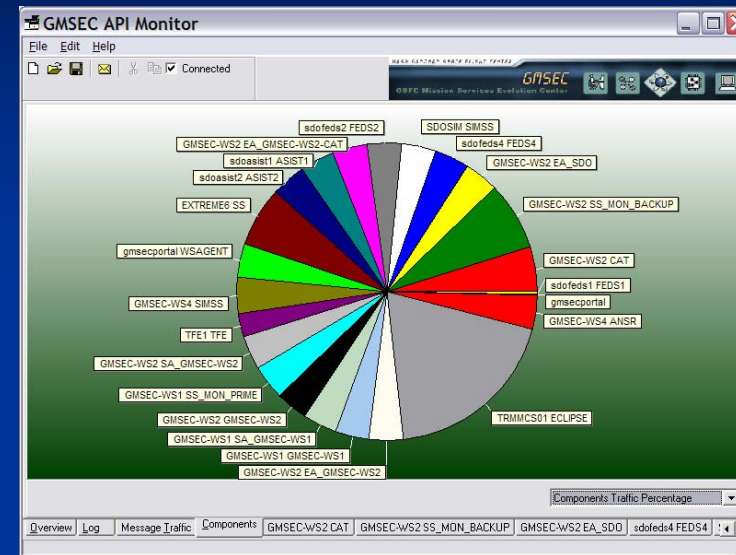 GMSEC API Monitor
File Edit Help
Connected
GMSEC
GSFC Mission Services Evolution Center
sdofeds2 FEDS2
SDOSIM SIMSS
GMSEC-WS2 EA_GMSEC-WS2-CAT
sdofeds4 FEDS4
sdoasist1 ASIST1
GMSEC-WS2 EA_SDO
sdoasist2 ASIST2
EXTREME6 SS
GMSEC-WS2 SS_MON_BACKUP
gmsecportal WSAGENT
GMSEC-WS2 CAT
sdofeds1 FEDS1
GMSEC-WS4 SIMSS
gmsecportal
TFE1 TFE
GMSEC-WS4 ANSR
GMSEC-WS2 SA_GMSEC-WS2
GMSEC-WS1 SS_MON_PRIME
TRMMCS01 ECLIPSE
GMSEC-WS2 GMSEC-WS2
GMSEC-WS1 SA_GMSEC-WS1
GMSEC-WS1 GMSEC-WS1
GMSEC-WS2 EA_GMSEC-WS2
Components Traffic Percentage
Overview Log Message Traffic Components GMSEC-WS2 CAT GMSEC-WS2 SS_MON_BACKUP GMSEC-WS2 EA_SDO sdofeds4 FEDS4